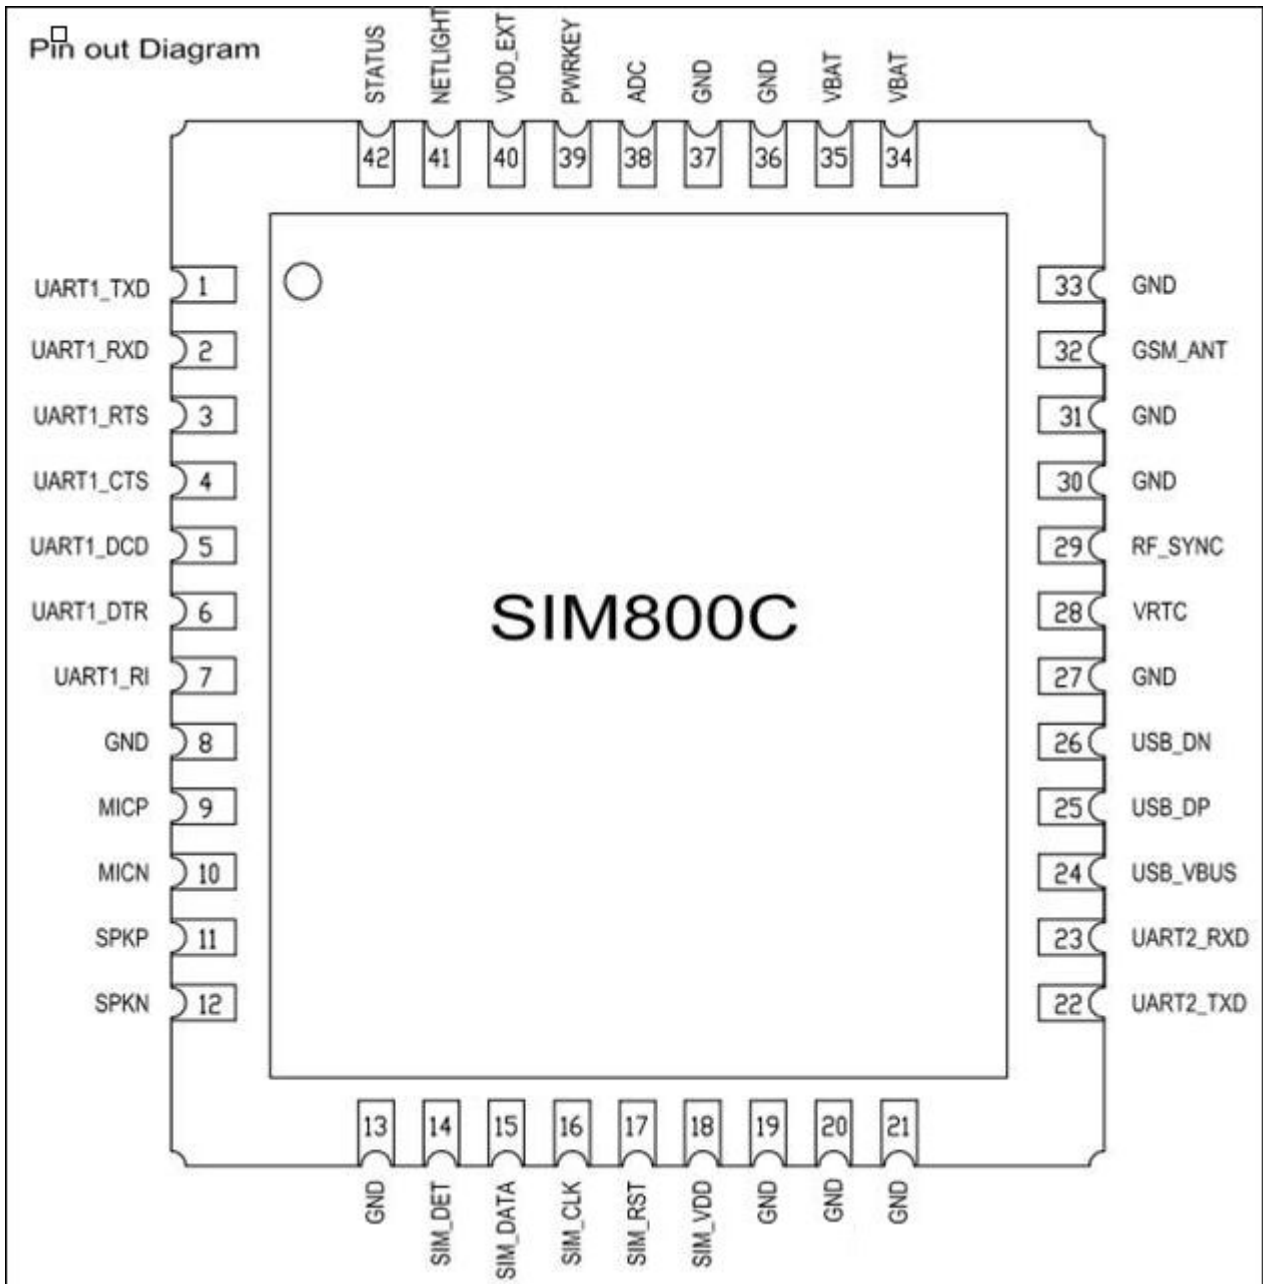 Pin out Diagram
STATUS NETLIGHT VDD_EXT PWRKEY ADC GND GND VBAT VBAT
42 41 40 39 38 37 36 35 34
UART1_TXD 1 33 GND
UART1_RXD 2 32 GSM_ANT
UART1_RTS 3 31 GND
UART1_CTS 4 30 GND
UART1_DCD 5 29 RF_SYNC
SIM800C
UART1_DTR 6 28 VRTC
UART1_RI 7 27 GND
GND 8 26 USB_DN
MICP 9 25 USB_DP
MICN 10 24 USB_VBUS
SPKP 11 23 UART2_RXD
SPKN 12 22 UART2_TXD
13 14 15 16 17 18 19 20 21
GND SIM_DET SIM_DATA SIM_CLK SIM_RST SIM_VDD GND GND GND